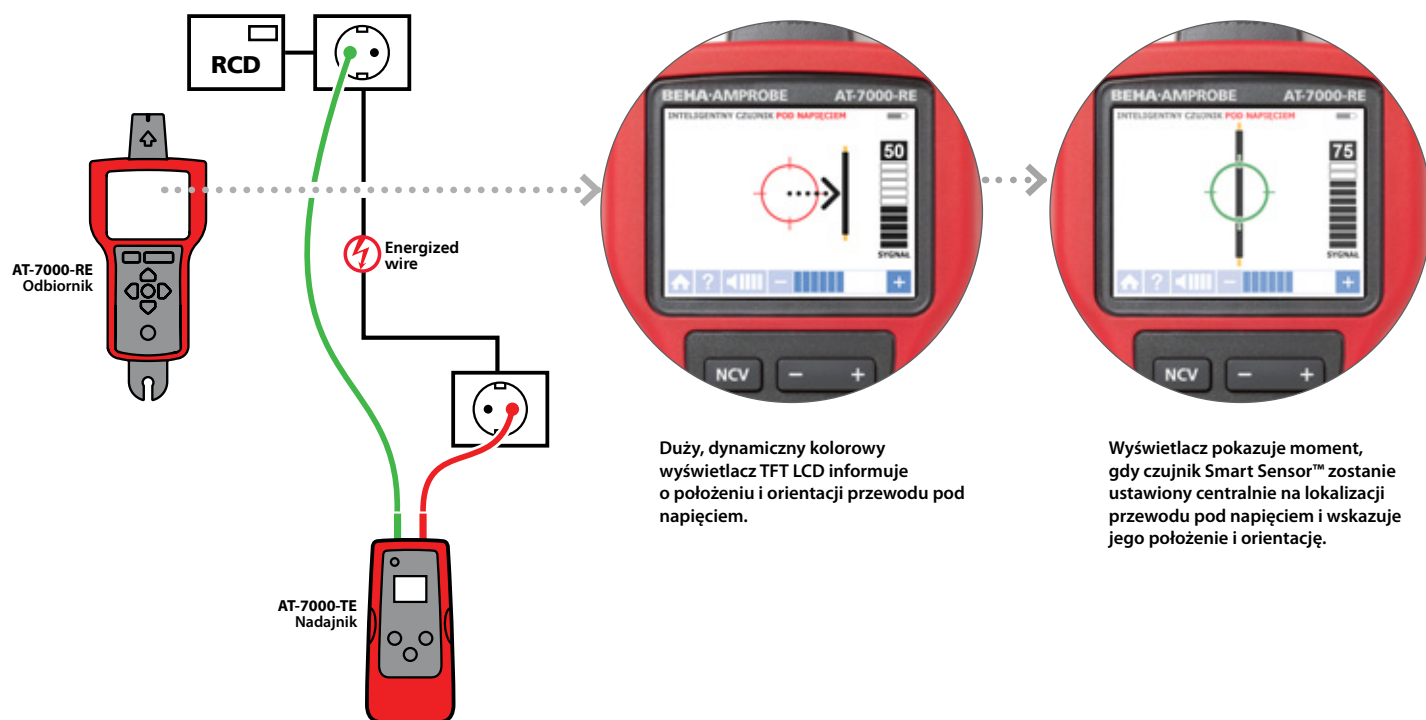 RCD
AT-7000-RE
Odbiornik
Energized
wire
AT-7000-TE
Nadajnik
BEHA-AMPROBE AT-7000-RE
INTELIGENTNY CZUJNIK POD NAPIĘCIEM
50
SYGNAŁ
?
−
+
NCV
− +
Duży, dynamiczny kolorowy
wyświetlacz TFT LCD informuje
o położeniu i orientacji przewodu pod
napięciem.
BEHA-AMPROBE AT-7000-RE
INTELIGENTNY CZUJNIK POD NAPIĘCIEM
75
SYGNAŁ
?
−
+
NCV
− +
Wyświetlacz pokazuje moment,
gdy czujnik Smart Sensor™ zostanie
ustawiony centralnie na lokalizacji
przewodu pod napięciem i wskazuje
jego położenie i orientację.